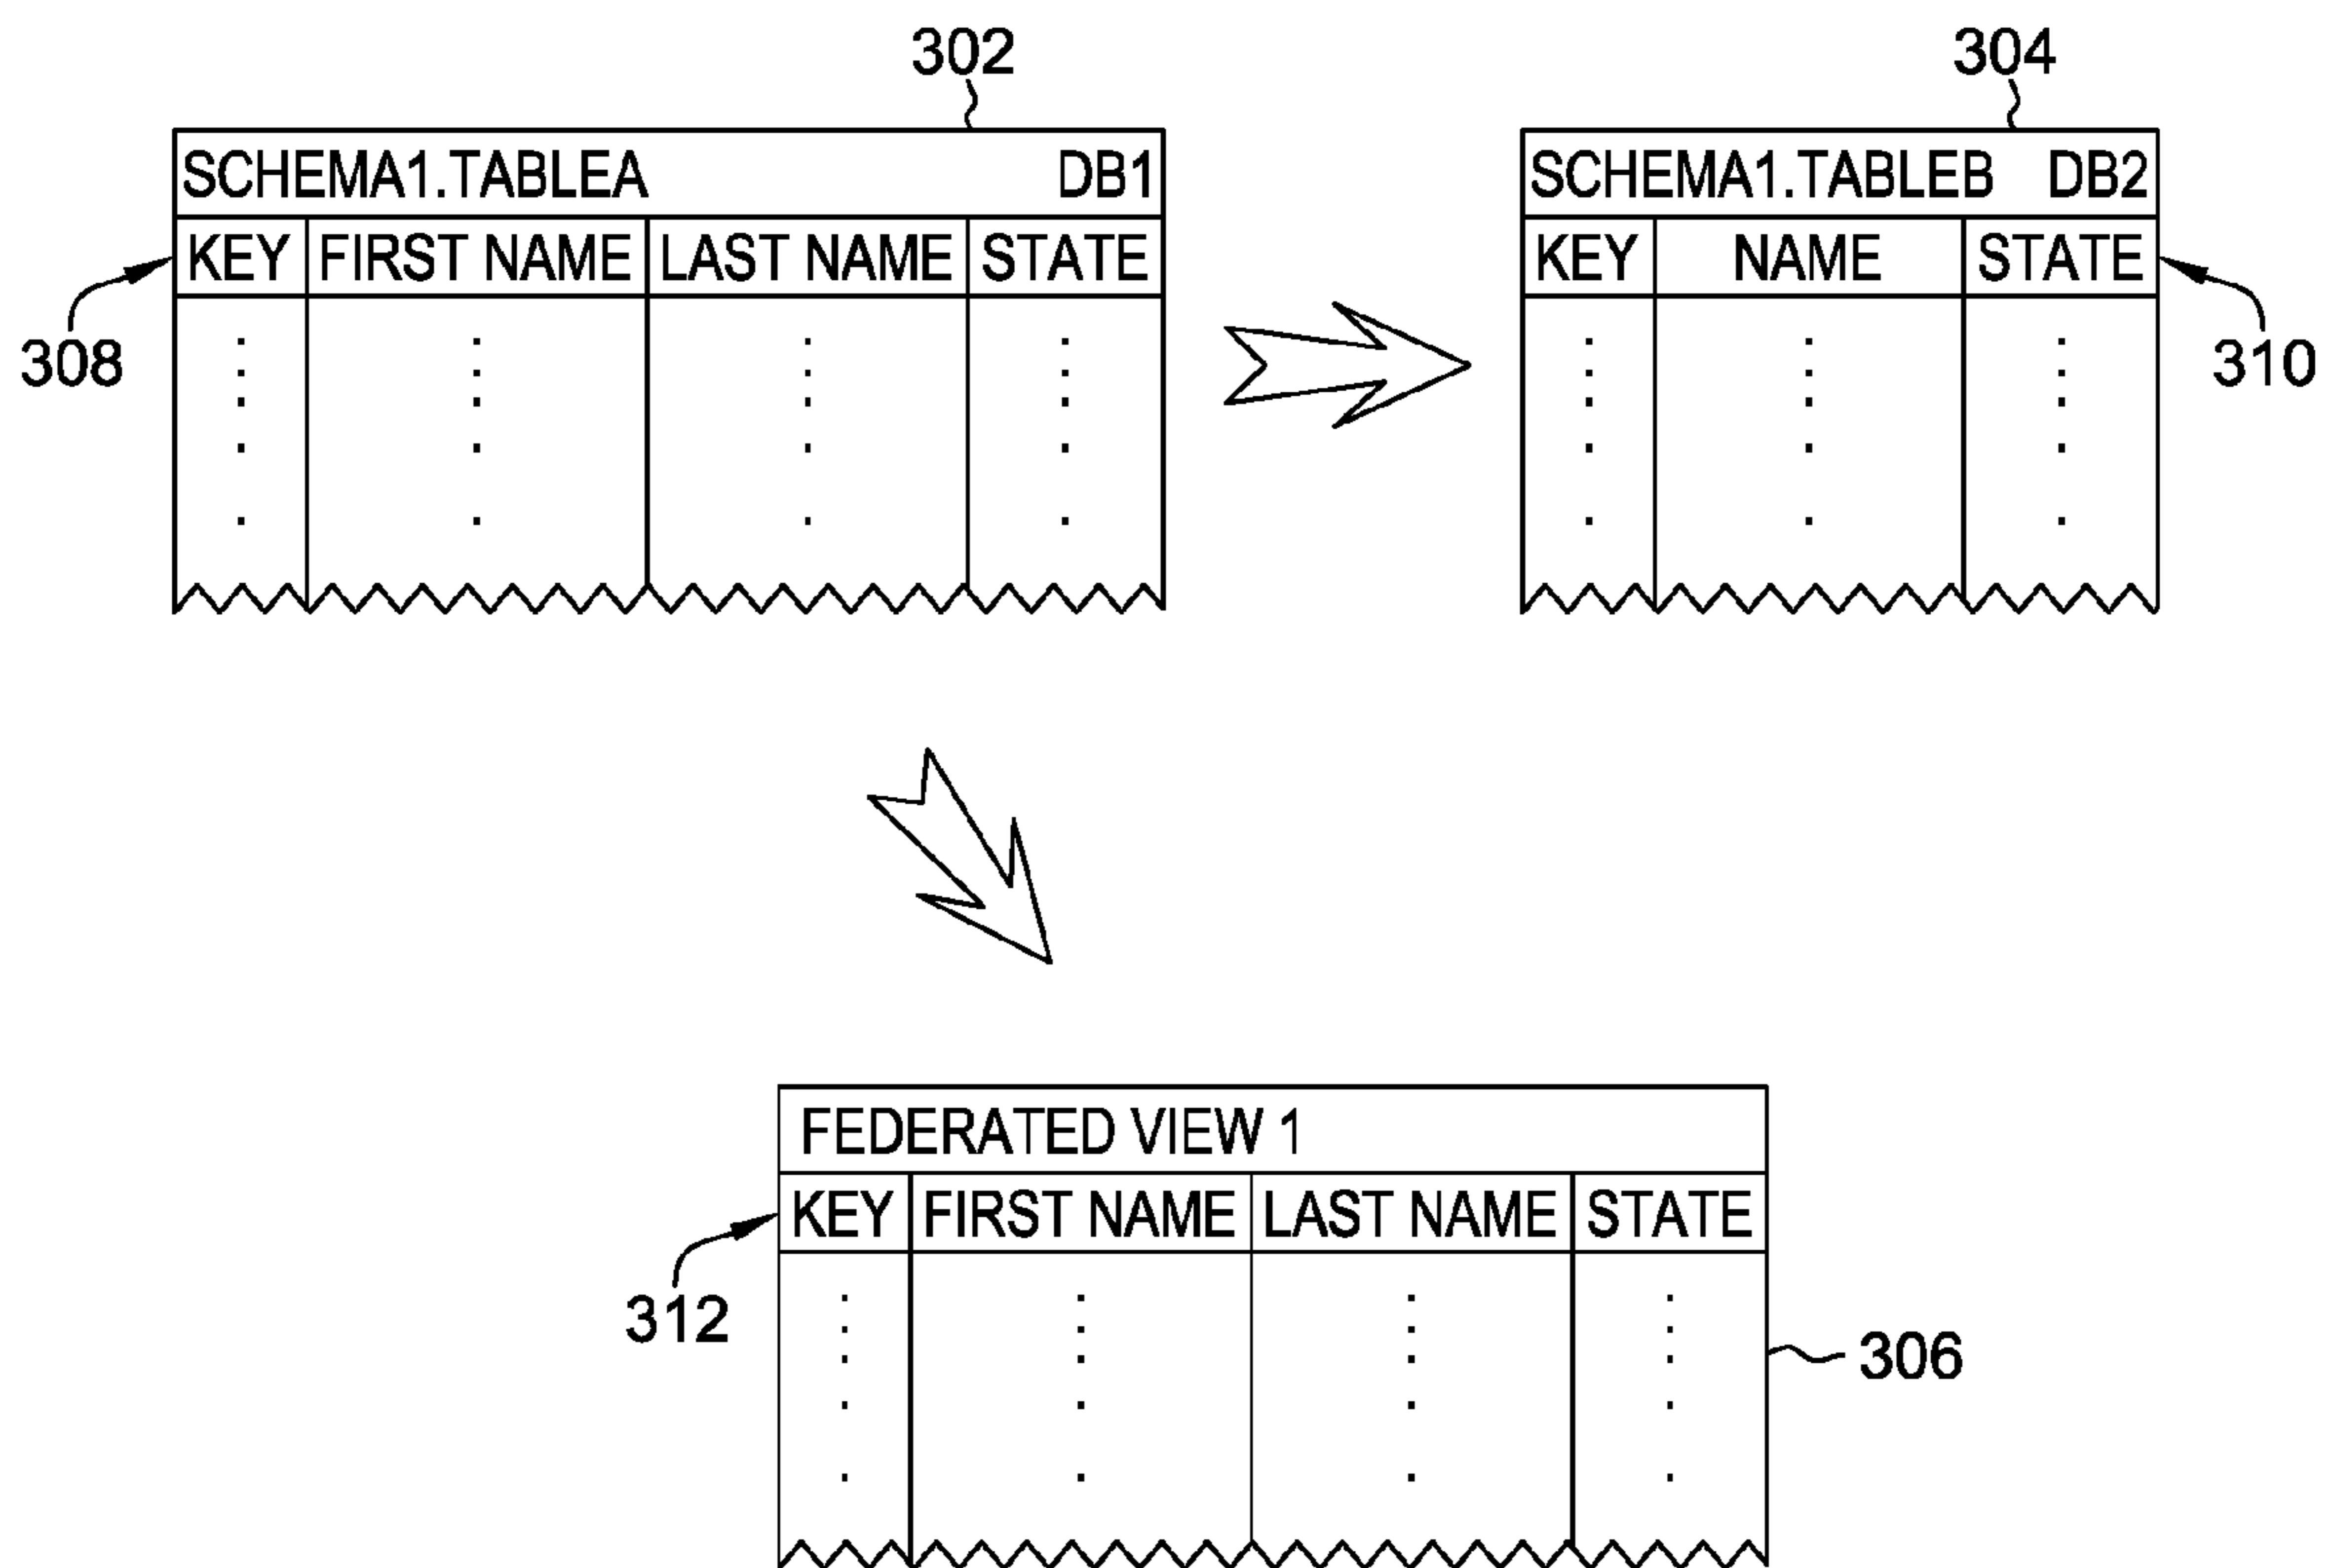 302
304
SCHEMA1.TABLEA DB1
SCHEMA1.TABLEB DB2
KEY FIRST NAME LAST NAME STATE
KEY NAME STATE
308
310
FEDERATED VIEW 1
KEY FIRST NAME LAST NAME STATE
312
306